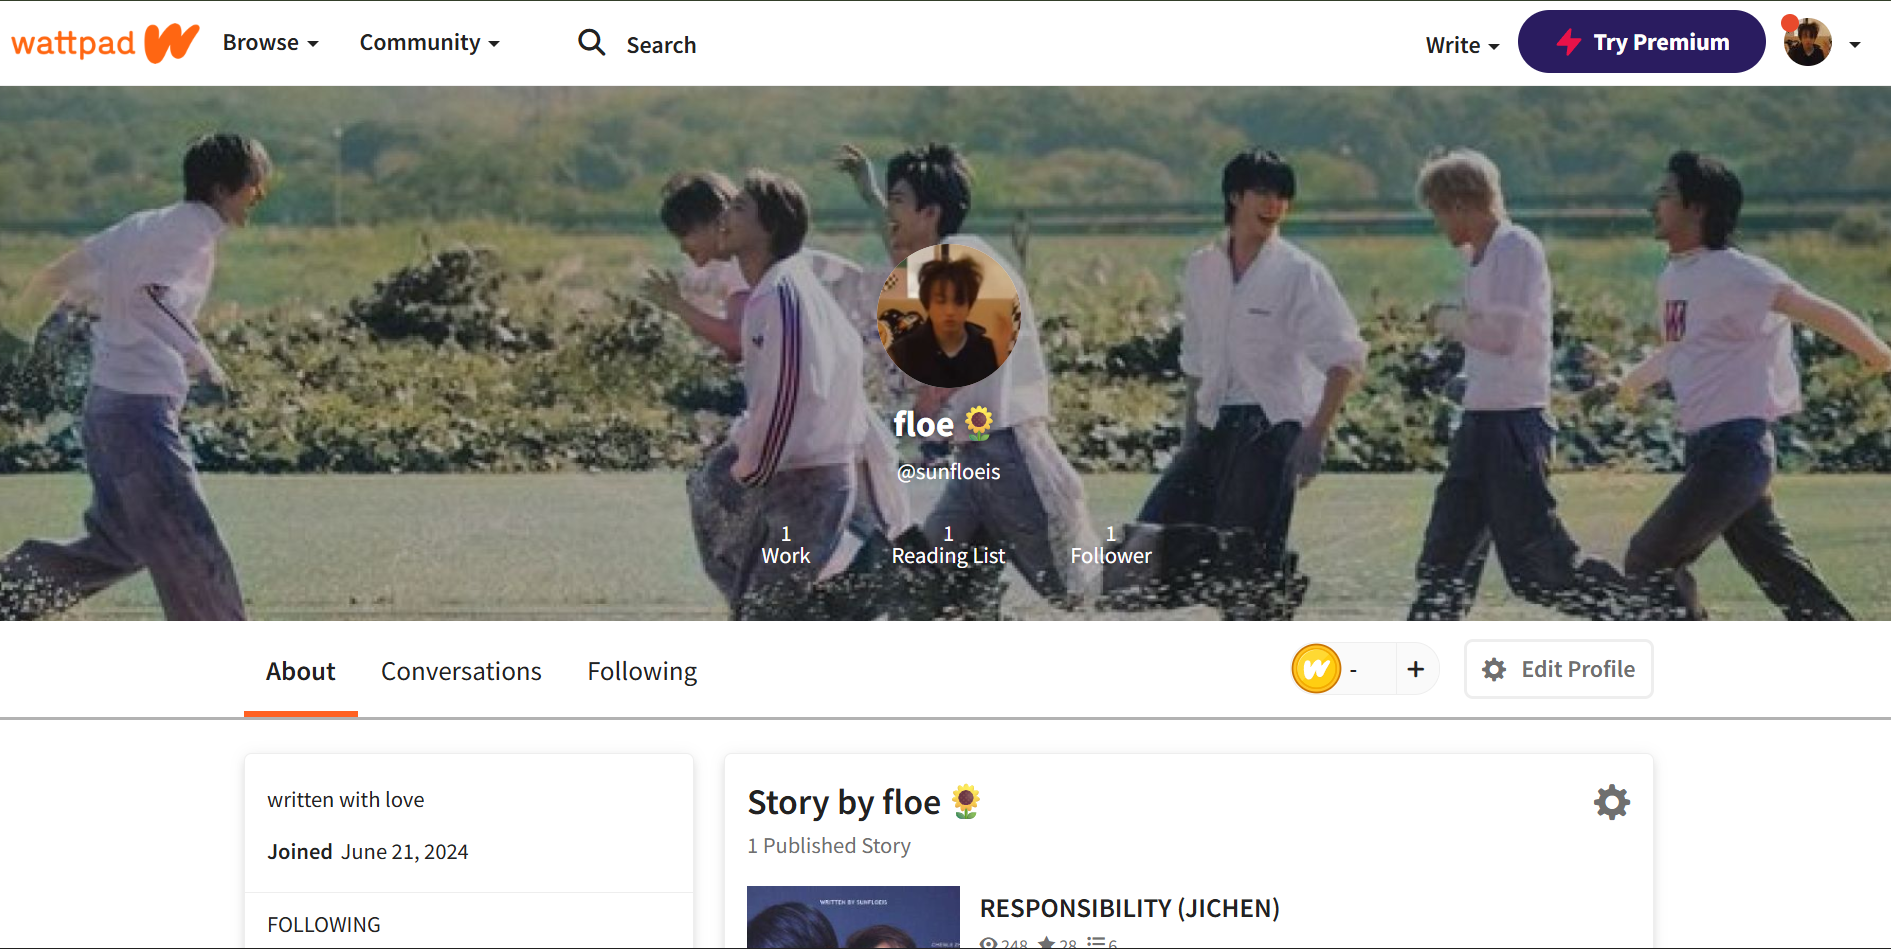 wattpad
Browse
Community
Search
Write
Try Premium
floe 🌻
@sunfloeis
1
Work
1
Reading List
1
Follower
About
Conversations
Following
-
+
Edit Profile
written with love
Joined June 21, 2024
FOLLOWING
Story by floe 🌻
1 Published Story
WRITTEN BY SUNFLOEIS
RESPONSIBILITY (JICHEN)
248 28 6